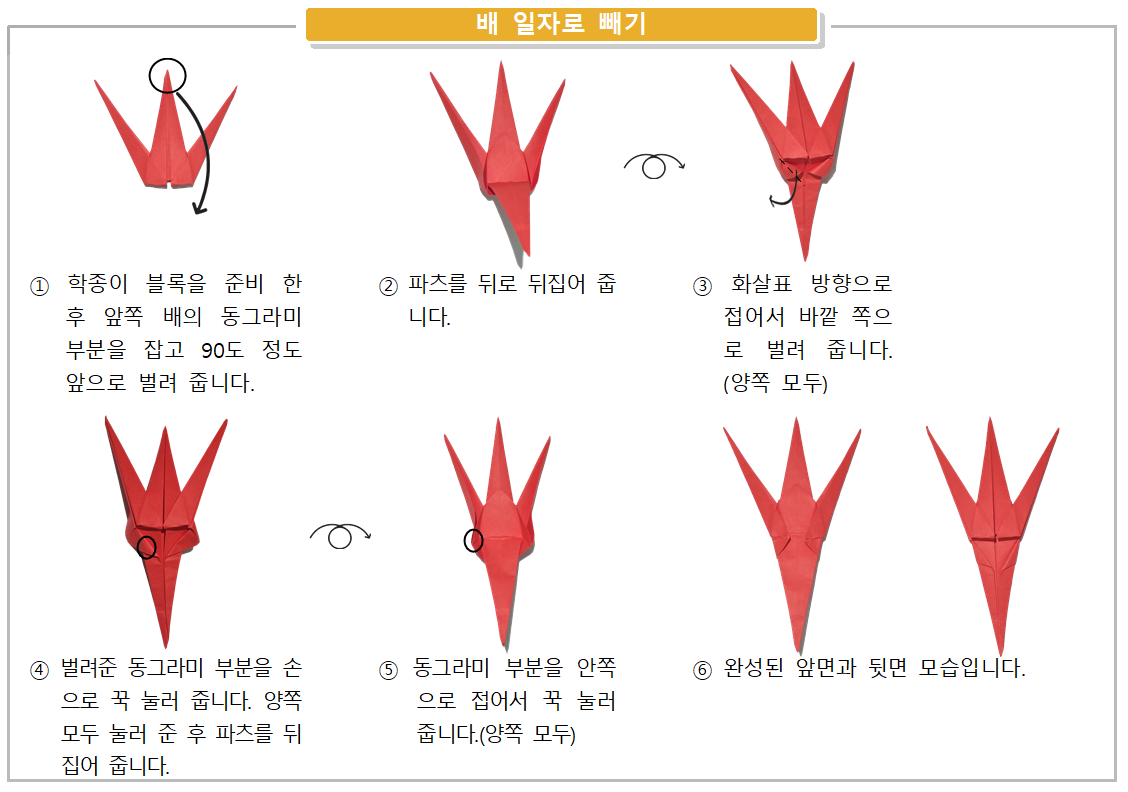 배 일자로 빼기
① 학종이 블록을 준비 한
후 앞쪽 배의 동그라미
부분을 잡고 90도 정도
앞으로 벌려 줍니다.
② 파츠를 뒤로 뒤집어 줍
니다.
③ 화살표 방향으로
접어서 바깥 쪽으
로 벌려 줍니다.
(양쪽 모두)
④ 벌려준 동그라미 부분을 손
으로 꾹 눌러 줍니다. 양쪽
모두 눌러 준 후 파츠를 뒤
집어 줍니다.
⑤ 동그라미 부분을 안쪽
으로 접어서 꾹 눌러
줍니다.(양쪽 모두)
⑥ 완성된 앞면과 뒷면 모습입니다.